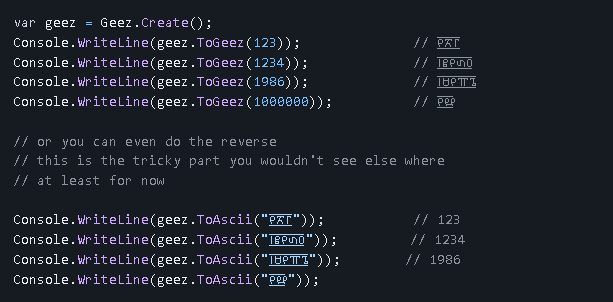 var geez = Geez.Create();
Console.WriteLine(geez.ToGeez(123)); // ፻፳፫
Console.WriteLine(geez.ToGeez(1234)); // ፲፪፻፴፬
Console.WriteLine(geez.ToGeez(1986)); // ፲፱፻፹፮
Console.WriteLine(geez.ToGeez(1000000)); // ፻፼
// or you can even do the reverse
// this is the tricky part you wouldn't see else where
// at least for now
Console.WriteLine(geez.ToAscii("፻፳፫")); // 123
Console.WriteLine(geez.ToAscii("፲፪፻፴፬")); // 1234
Console.WriteLine(geez.ToAscii("፲፱፻፹፮")); // 1986
Console.WriteLine(geez.ToAscii("፻፼"));